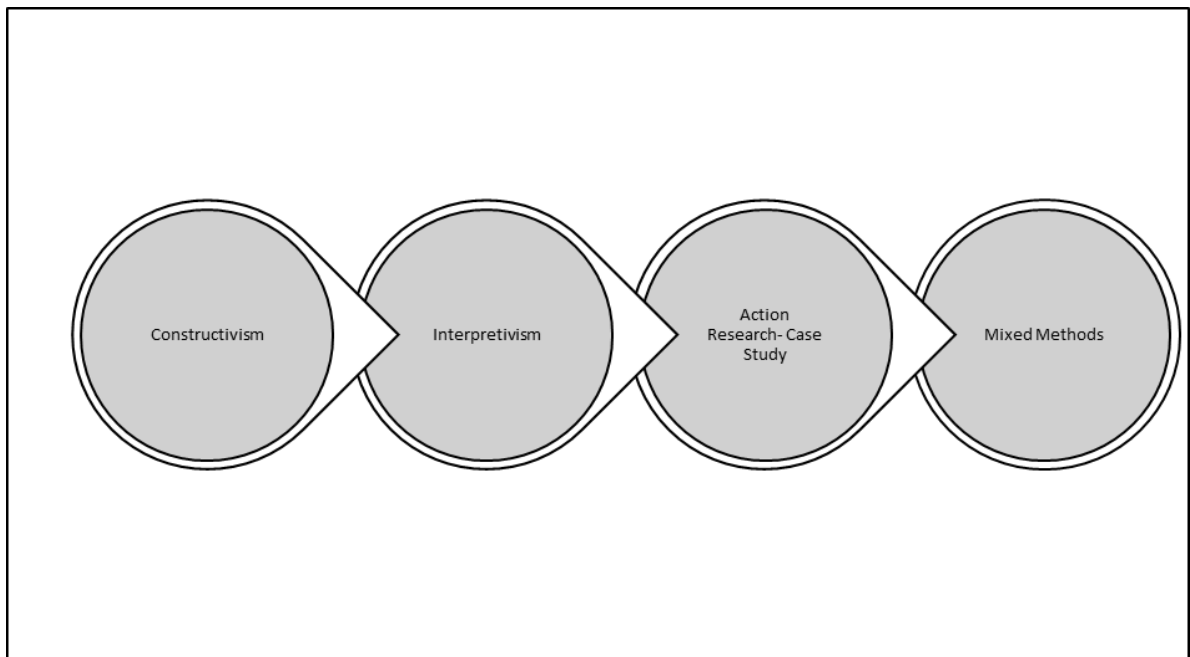 Constructivism
Interpretivism
Action
Research- Case
Study
Mixed Methods